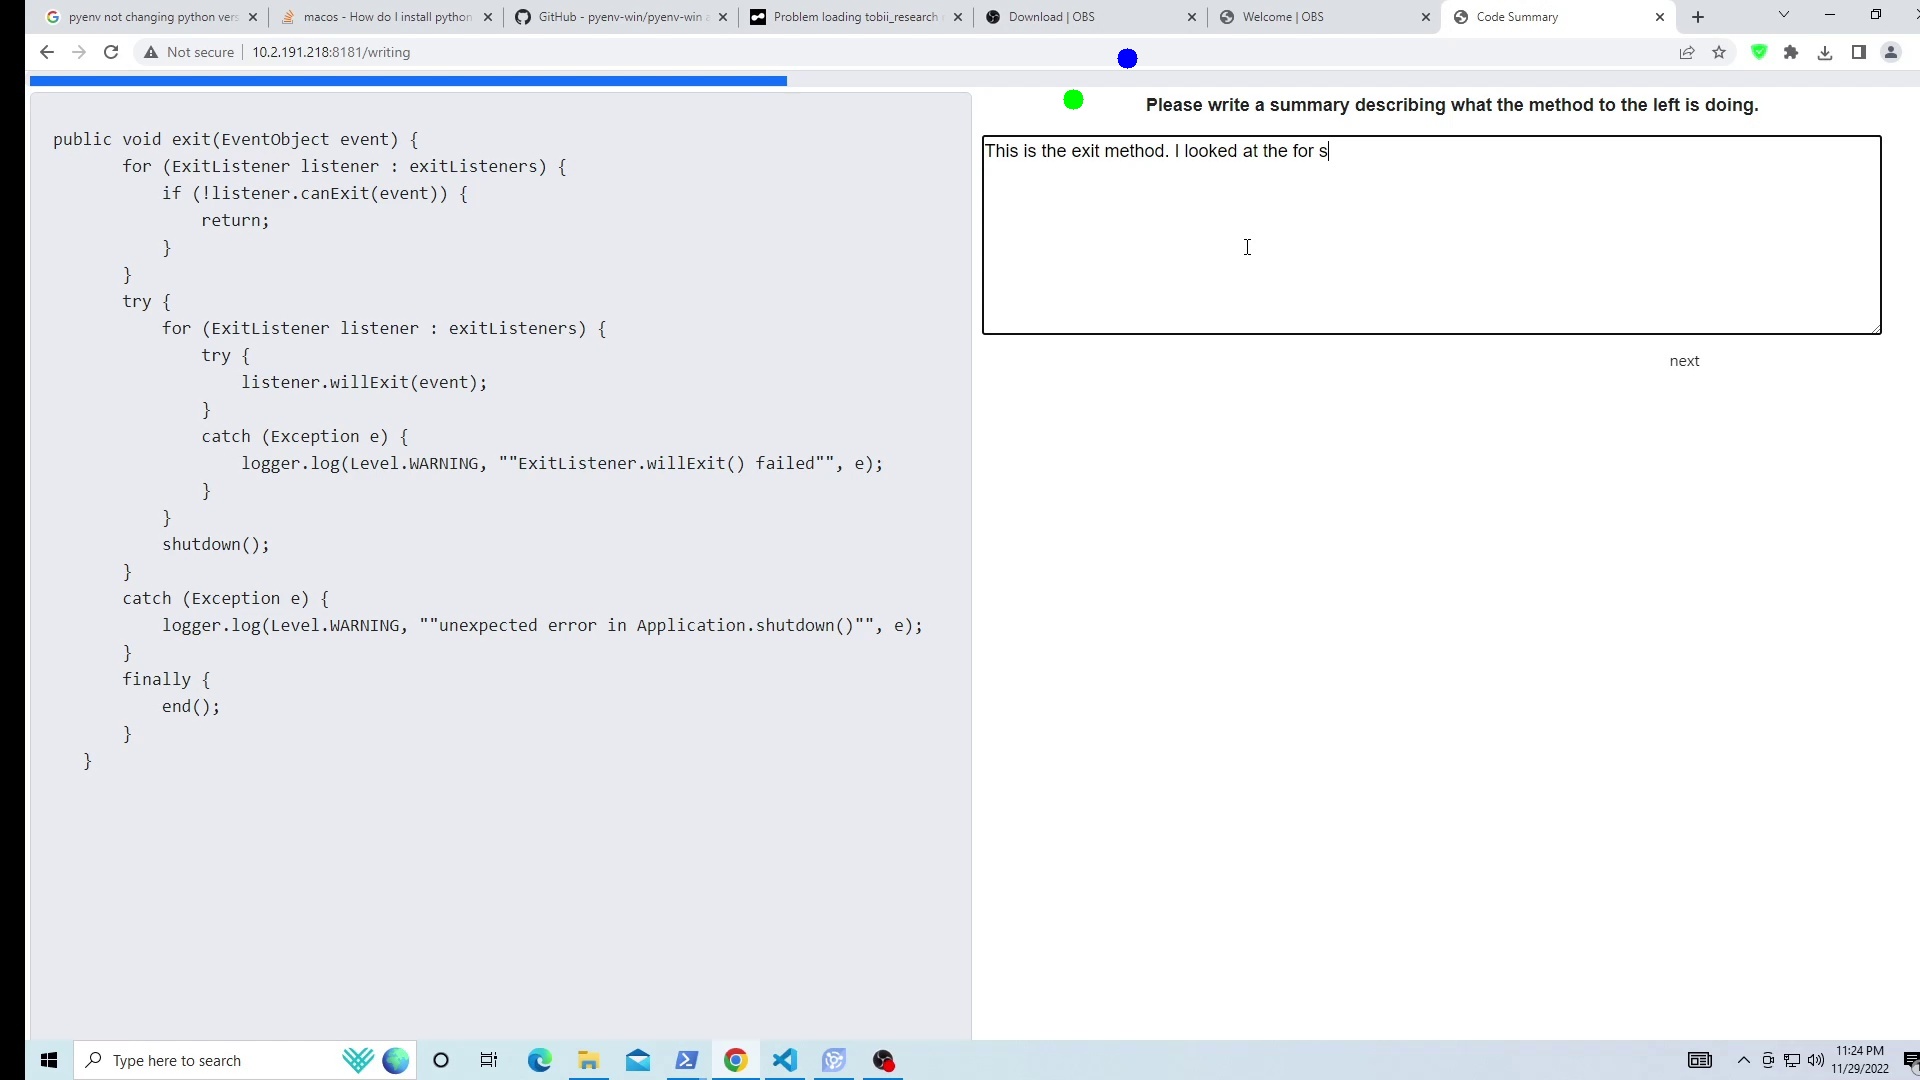 pyenv not changing python vers
macos - How do I install python
GitHub - pyenv-win/pyenv-win
Problem loading tobii_research
Download | OBS
Welcome | OBS
Code Summary
Not secure
10.2.191.218:8181/writing
public void exit(EventObject event) {
for (ExitListener listener : exitListeners) {
if (!listener.canExit(event)) {
return;
}
}
try {
for (ExitListener listener : exitListeners) {
try {
listener.willExit(event);
}
catch (Exception e) {
logger.log(Level.WARNING, ""ExitListener.willExit() failed"", e);
}
}
shutdown();
}
catch (Exception e) {
logger.log(Level.WARNING, ""unexpected error in Application.shutdown()"", e);
}
finally {
end();
}
}
Please write a summary describing what the method to the left is doing.
This is the exit method. I looked at the for s
next
Type here to search
11:24 PM
11/29/2022